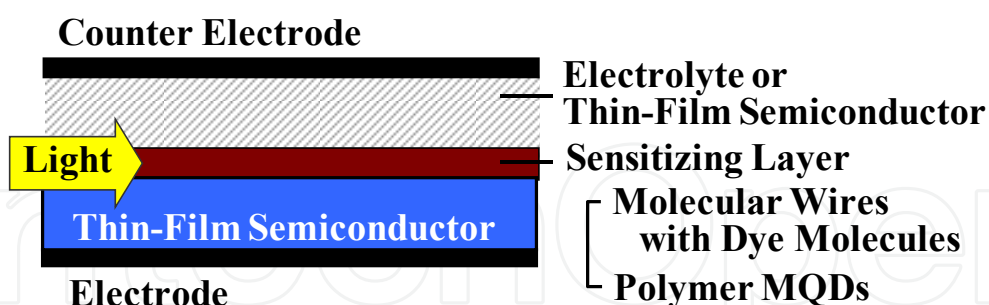 Counter Electrode
Electrolyte or
Thin-Film Semiconductor
Light
Sensitizing Layer
Molecular Wires
with Dye Molecules
Thin-Film Semiconductor
Polymer MQDs
Electrode